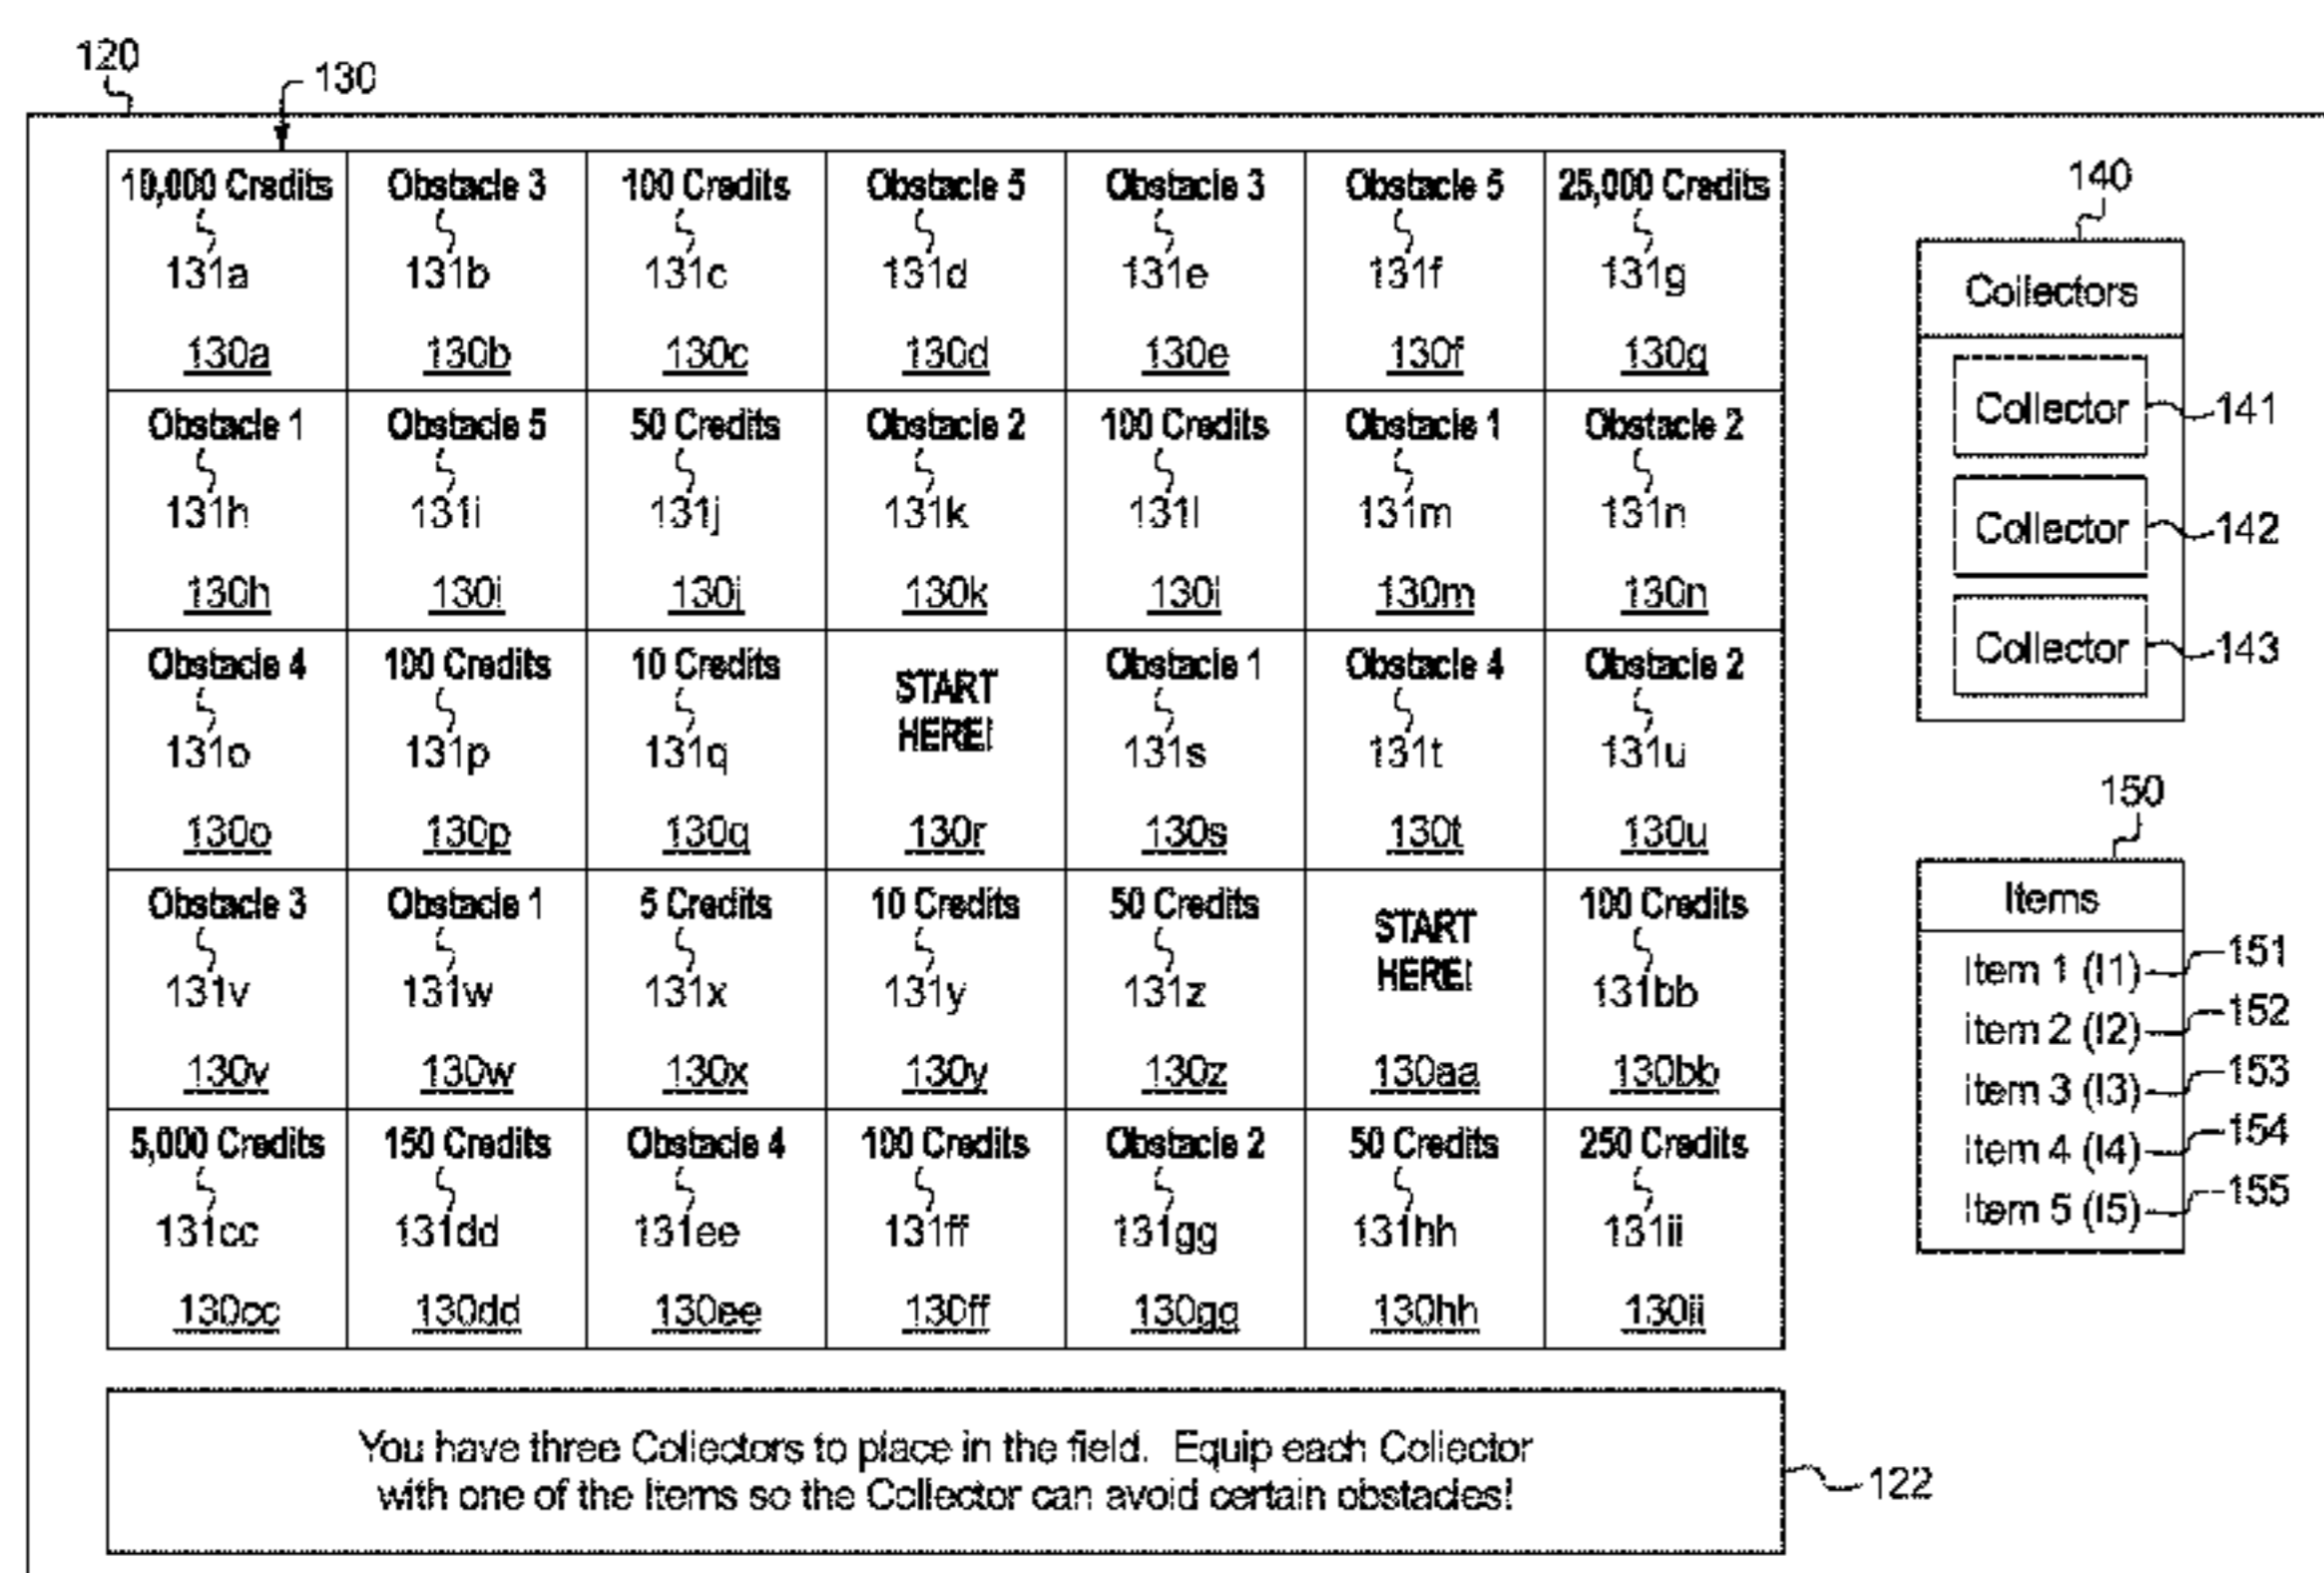 120
130
10,000 Credits Obstacle 3 100 Credits Obstacle 5 Obstacle 3 Obstacle 5 25,000 Credits
131a 131b 131c 131d 131e 131f 131g
130a 130b 130c 130d 130e 130f 130g
Obstacle 1 Obstacle 5 50 Credits Obstacle 2 100 Credits Obstacle 1 Obstacle 2
131h 131i 131j 131k 131l 131m 131n
130h 130i 130j 130k 130l 130m 130n
Obstacle 4 100 Credits 10 Credits START HERE! Obstacle 1 Obstacle 4 Obstacle 2
131o 131p 131q 131s 131t 131u
130o 130p 130q 130r 130s 130t 130u
Obstacle 3 Obstacle 1 5 Credits 10 Credits 50 Credits START HERE! 100 Credits
131v 131w 131x 131y 131z 131bb
130v 130w 130x 130y 130z 130aa 130bb
5,000 Credits 150 Credits Obstacle 4 100 Credits Obstacle 2 50 Credits 250 Credits
131cc 131dd 131ee 131ff 131gg 131hh 131ii
130cc 130dd 130ee 130ff 130gg 130hh 130ii
140
Collectors
Collector 141
Collector 142
Collector 143
150
Items
Item 1 (I1) 151
Item 2 (I2) 152
Item 3 (I3) 153
Item 4 (I4) 154
Item 5 (I5) 155
You have three Collectors to place in the field. Equip each Collector
with one of the Items so the Collector can avoid certain obstacles!
122